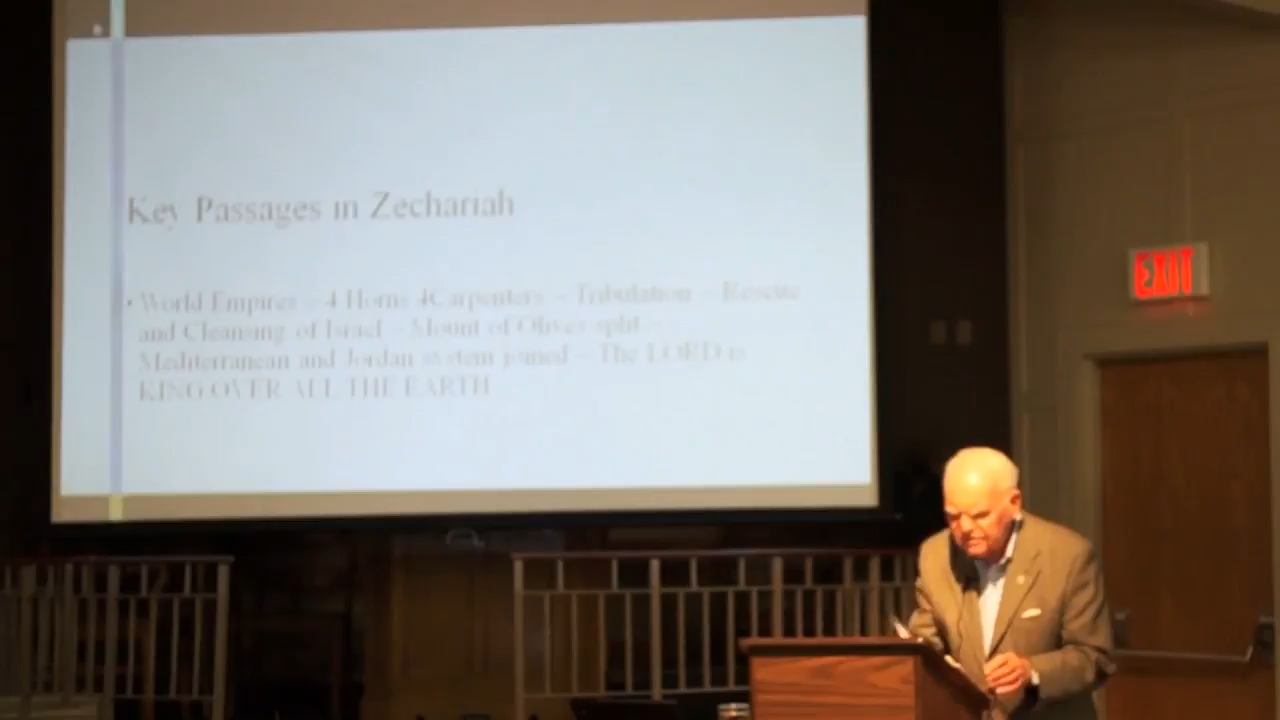 Key Passages in Zechariah
• World Empires – 4 Horns 4Carpenters – Tribulation – Rescue
and Cleansing of Israel – Mount of Olives split –
Mediterranean and Jordan system joined – The LORD is
KING OVER ALL THE EARTH
EXIT